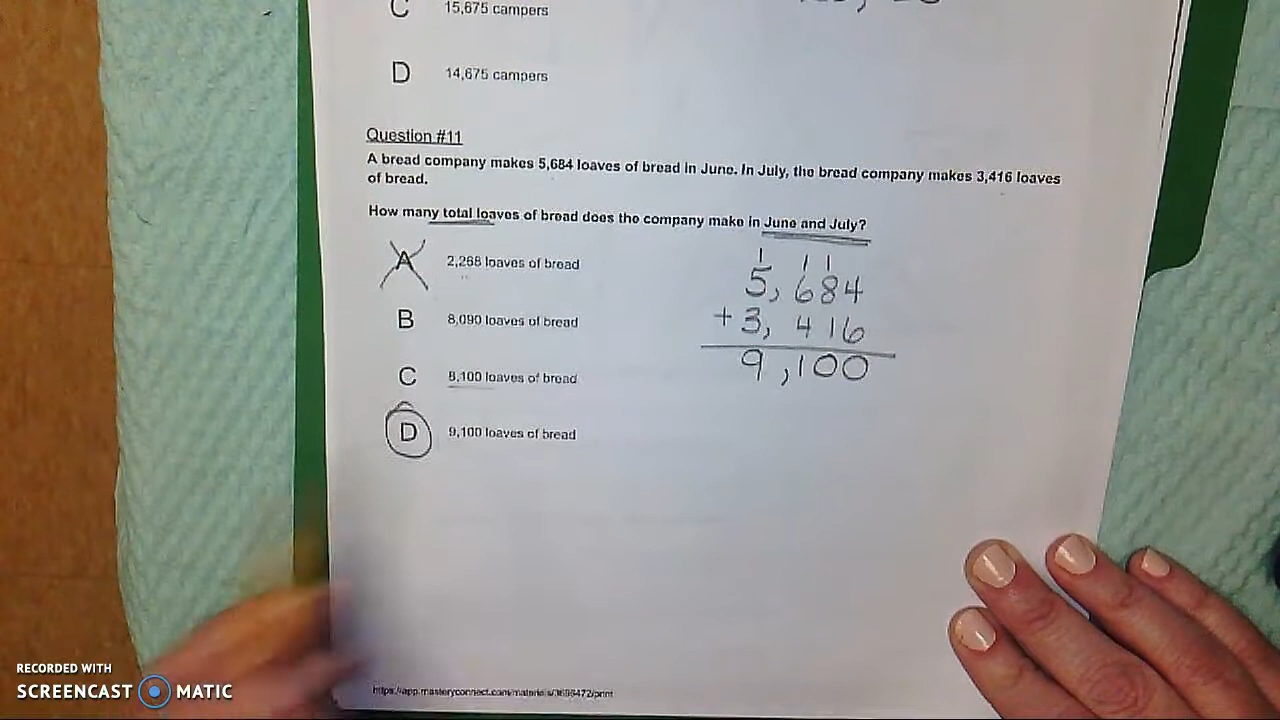 C 15,675 campers
D 14,675 campers
Question #11
A bread company makes 5,684 loaves of bread in June. In July, the bread company makes 3,416 loaves
of bread.
How many total loaves of bread does the company make in June and July?
A 2,268 loaves of bread
B 8,090 loaves of bread
C 8,100 loaves of bread
D 9,100 loaves of bread
1 1 1
5,684
+3,416
9,100
RECORDED WITH
SCREENCAST MATIC